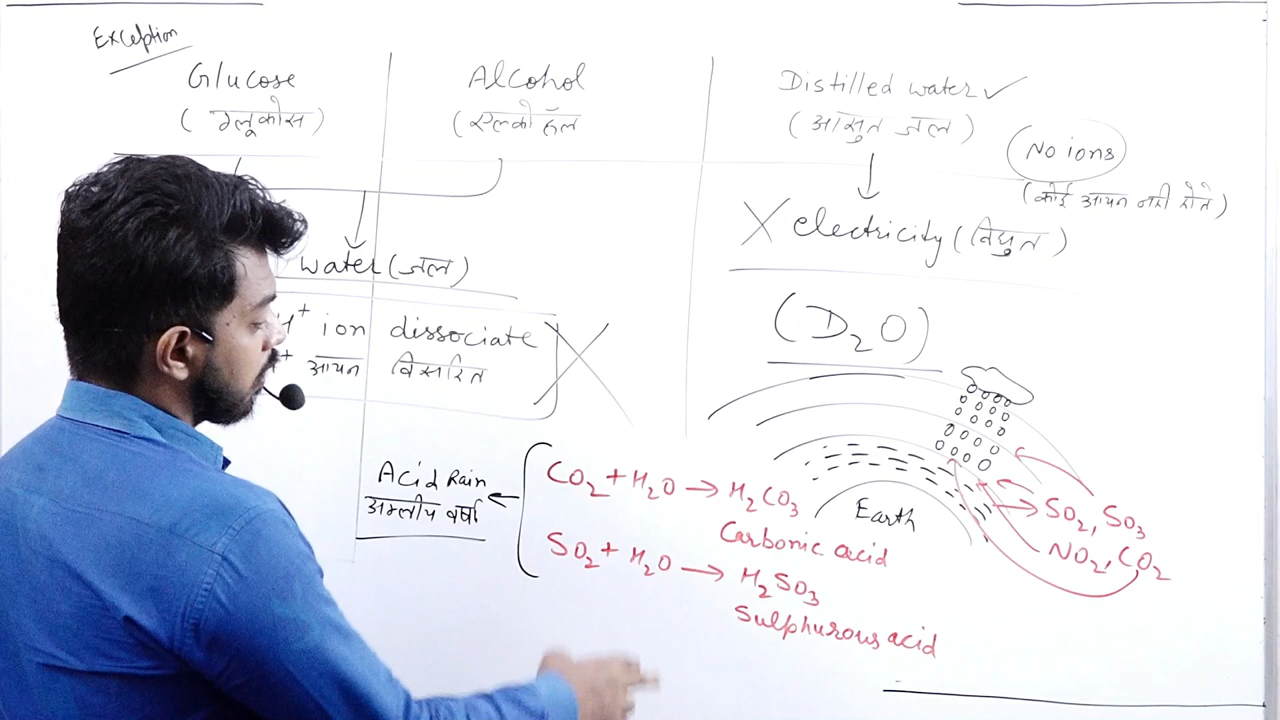 Exception
Glucose
(ग्लूकोस)
Alcohol
(एल्कोहॉल
Distilled water ✓
(आसुत जल)
No ions
(कोई आयन नही होते)
X electricity (विधुत)
water (जल)
H⁺ ion dissociate
आयन विसरित
(D₂O)
Acid Rain
अम्लीय वर्षा
CO₂ + H₂O → H₂CO₃
Carbonic acid
SO₂ + H₂O → H₂SO₃
Sulphurous acid
Earth
SO₂, SO₃
NO₂, CO₂